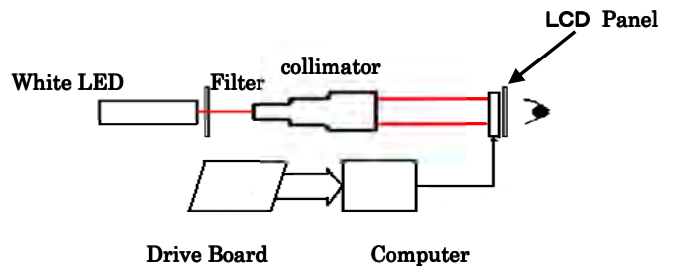 LCD Panel
White LED
Filter
collimator
Drive Board
Computer